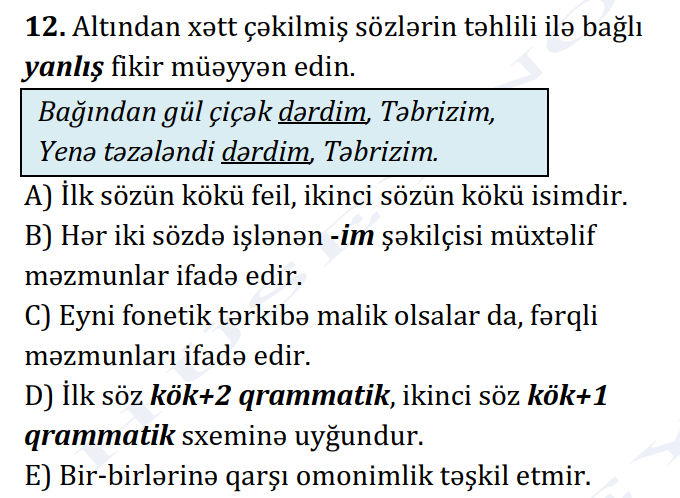 12. Altından xətt çəkilmiş sözlərin təhlili ilə bağlı
yanlış fikir müəyyən edin.
Bağından gül çiçək dərdim, Təbrizim,
Yenə təzələndi dərdim, Təbrizim.
A) İlk sözün kökü feil, ikinci sözün kökü isimdir.
B) Hər iki sözdə işlənən -im şəkilçisi müxtəlif
məzmunlar ifadə edir.
C) Eyni fonetik tərkibə malik olsalar da, fərqli
məzmunları ifadə edir.
D) İlk söz kök+2 qrammatik, ikinci söz kök+1
qrammatik sxeminə uyğundur.
E) Bir-birlərinə qarşı omonimlik təşkil etmir.